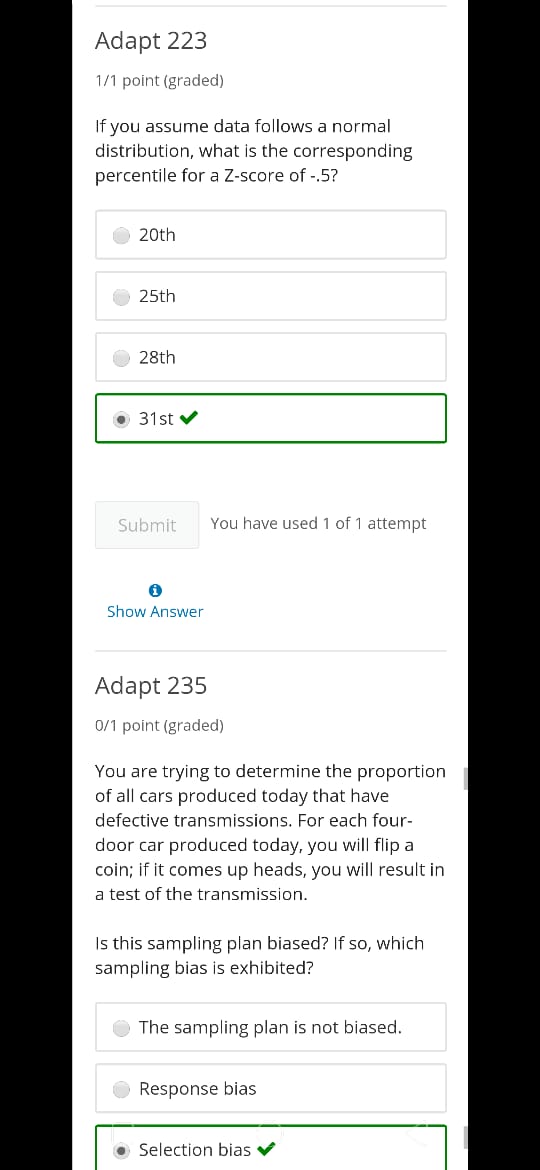 Adapt 223
1/1 point (graded)
If you assume data follows a normal
distribution, what is the corresponding
percentile for a Z-score of -.5?
20th
25th
28th
31st
Submit
You have used 1 of 1 attempt
Show Answer
Adapt 235
0/1 point (graded)
You are trying to determine the proportion
of all cars produced today that have
defective transmissions. For each four-
door car produced today, you will flip a
coin; if it comes up heads, you will result in
a test of the transmission.
Is this sampling plan biased? If so, which
sampling bias is exhibited?
The sampling plan is not biased.
Response bias
Selection bias